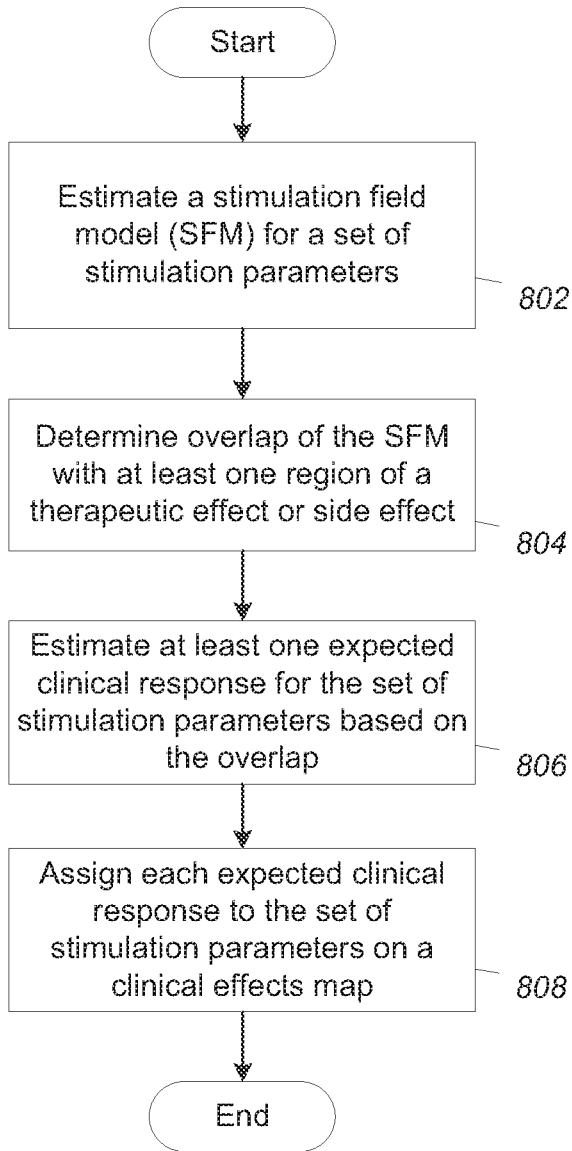 Start
Estimate a stimulation field
model (SFM) for a set of
stimulation parameters
802
Determine overlap of the SFM
with at least one region of a
therapeutic effect or side effect
804
Estimate at least one expected
clinical response for the set of
stimulation parameters based on
the overlap
806
Assign each expected clinical
response to the set of
stimulation parameters on a
clinical effects map
808
End